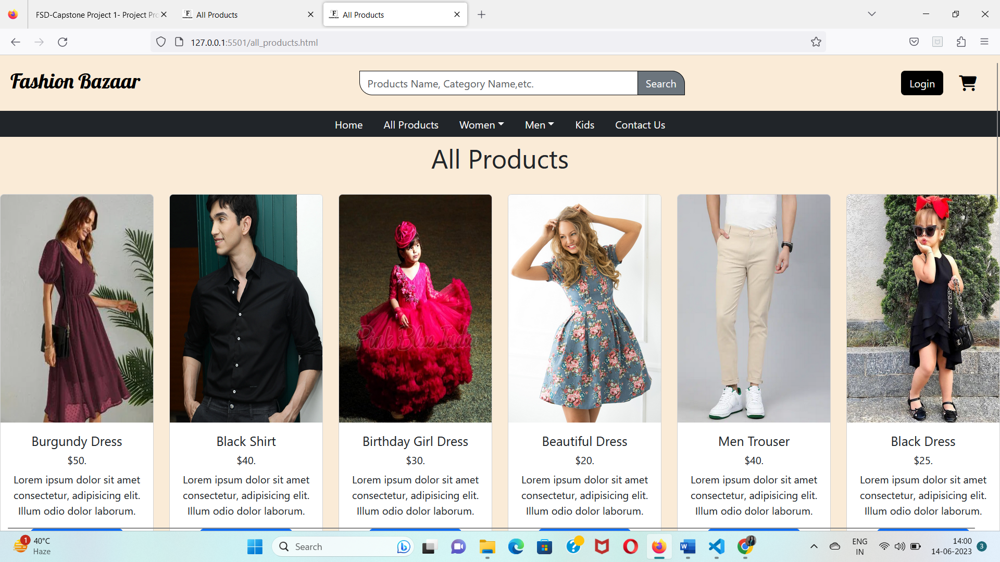 FSD-Capstone Project 1- Project Pro
All Products
All Products
127.0.0.1:5501/all_products.html
Fashion Bazaar
Products Name, Category Name,etc.
Search
Login
Home
All Products
Women
Men
Kids
Contact Us
All Products
Pink Blue India
Burgundy Dress
$50.
Lorem ipsum dolor sit amet
consectetur, adipisicing elit.
Illum odio dolor laborum.
Black Shirt
$40.
Lorem ipsum dolor sit amet
consectetur, adipisicing elit.
Illum odio dolor laborum.
Birthday Girl Dress
$30.
Lorem ipsum dolor sit amet
consectetur, adipisicing elit.
Illum odio dolor laborum.
Beautiful Dress
$20.
Lorem ipsum dolor sit amet
consectetur, adipisicing elit.
Illum odio dolor laborum.
Men Trouser
$40.
Lorem ipsum dolor sit amet
consectetur, adipisicing elit.
Illum odio dolor laborum.
Black Dress
$25.
Lorem ipsum dolor sit amet
consectetur, adipisicing elit.
Illum odio dolor laborum.
1
40°C
Haze
Search
ENG
IN
14:00
14-06-2023
3